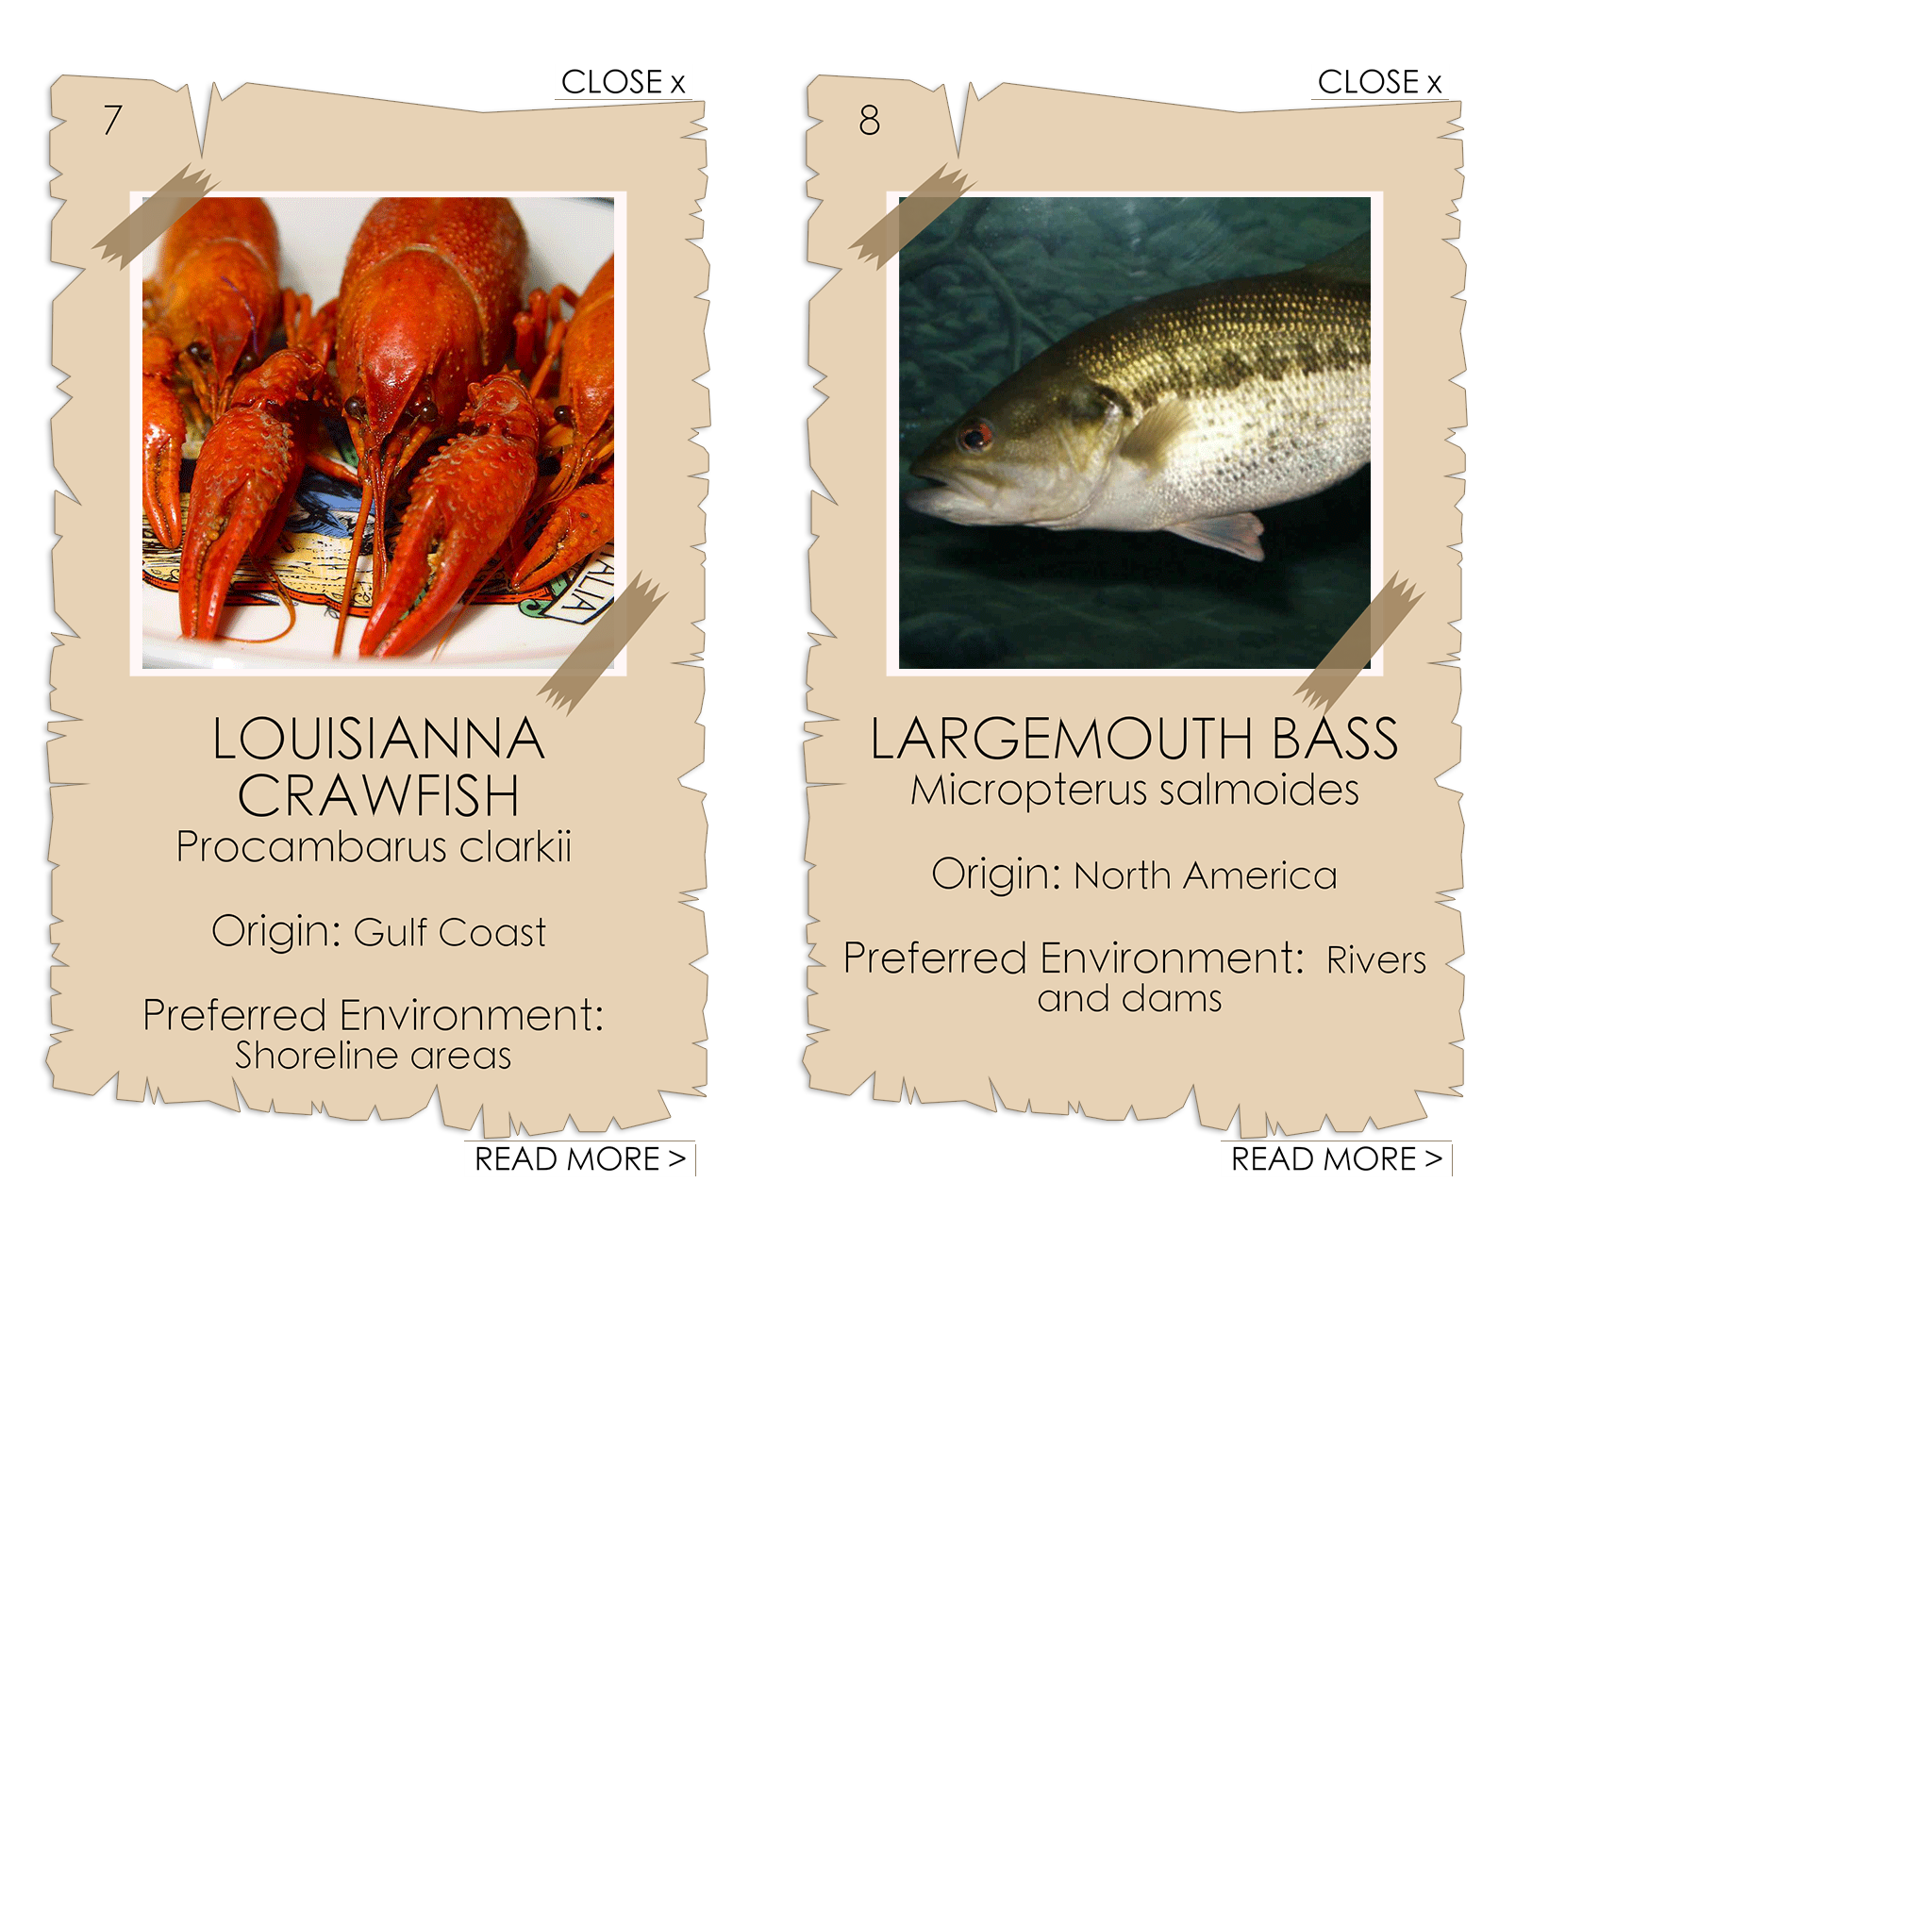 CLOSE x
7
ALIA
LOUISIANNA
CRAWFISH
Procambarus clarkii
Origin: Gulf Coast
Preferred Environment:
Shoreline areas
READ MORE >
CLOSE x
8
LARGEMOUTH BASS
Micropterus salmoides
Origin: North America
Preferred Environment: Rivers
and dams
READ MORE >